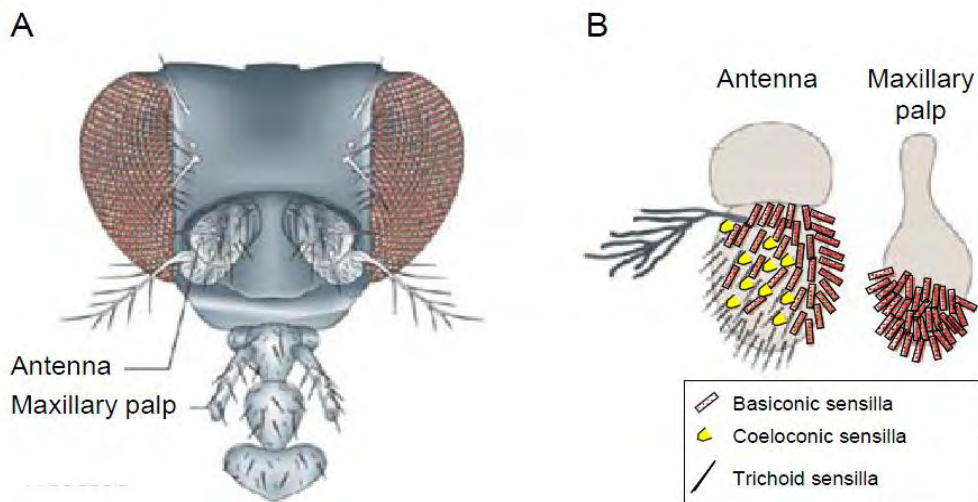 A
B
Antenna
Maxillary
palp
Antenna
Maxillary palp
Basiconic sensilla
Coeloconic sensilla
Trichoid sensilla